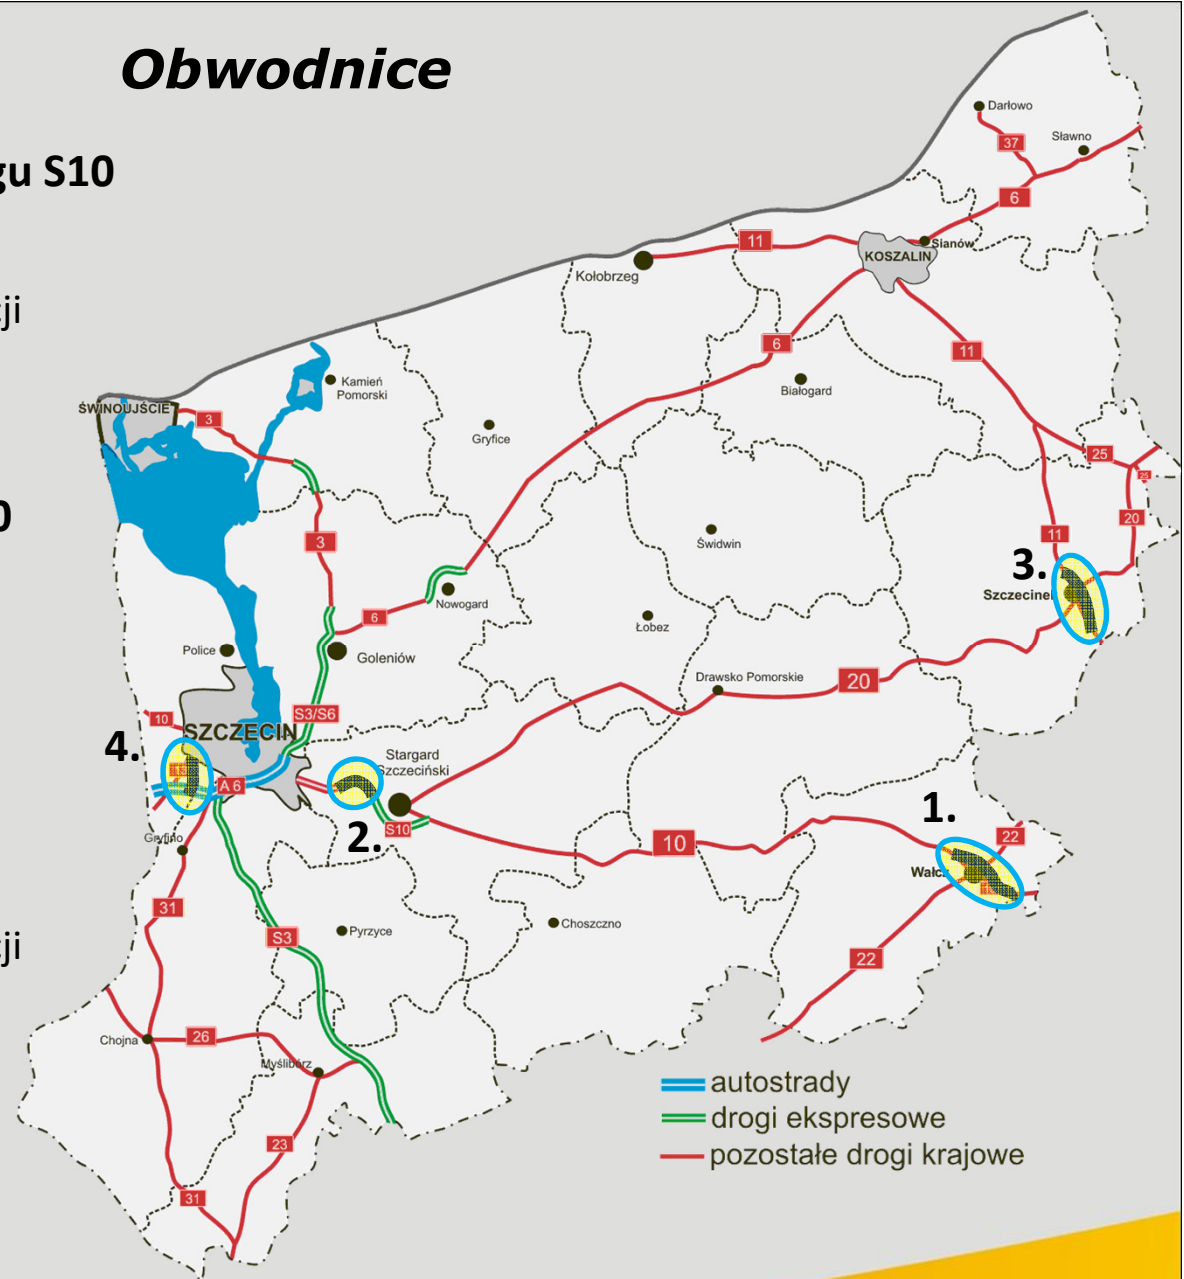 Obwodnice
gu S10
cji
0
cji
Darłowo
37
Sławno
6
11
Sianów
KOSZALIN
Kołobrzeg
6
11
Białogard
Kamień
Pomorski
ŚWINOUJŚCIE
3
Gryfice
25
25
20
11
3
Świdwin
3.
Szczecinek
Nowogard
6
Łobez
Police
Goleniów
Drawsko Pomorskie
20
S3/S6
10
SZCZECIN
4.
Stargard
Szczeciński
A 6
1.
S10
22
2.
10
Gryfino
Wałcz
31
Choszczno
Pyrzyce
S3
22
Chojna
26
Myślibórz
autostrady
drogi ekspresowe
23
pozostałe drogi krajowe
31